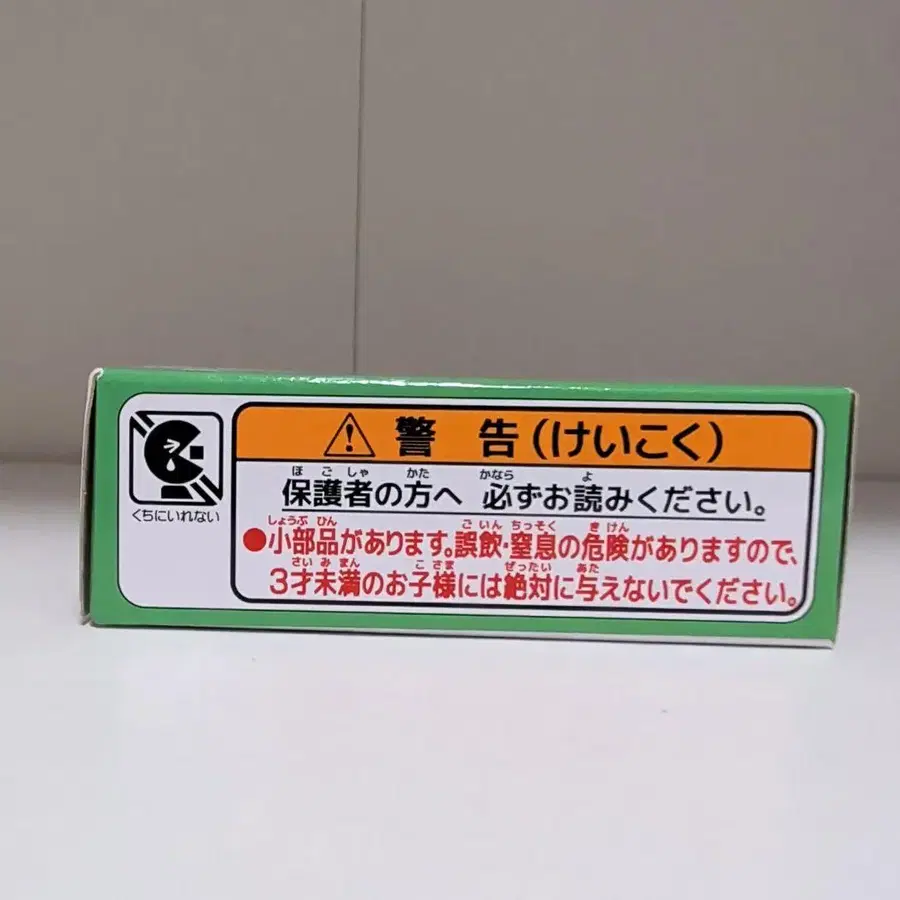 くちにいれない
⚠ 警 告(けいこく)
ほ ご しゃ かた かなら よ
保護者の方へ 必ずお読みください。
しょうぶ ひん ご いん ちっそく き けん
●小部品があります。誤飲・窒息の危険がありますので、
さい み まん こ さま ぜったい あた
3才未満のお子様には絶対に与えないでください。